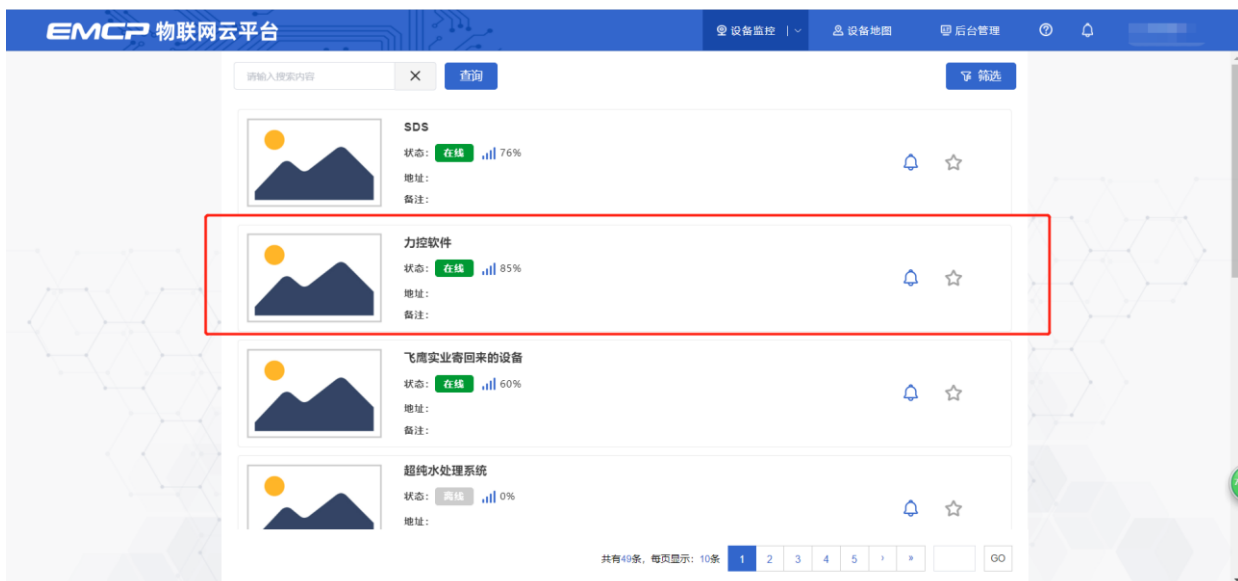 EMCP 物联网云平台 设备监控 设备地图 后台管理
请输入搜索内容 查询 筛选
SDS
状态： 在线 76%
地址：
备注：
力控软件
状态： 在线 85%
地址：
备注：
飞鹰实业寄回来的设备
状态： 在线 60%
地址：
备注：
超纯水处理系统
状态： 离线 0%
地址：
共有49条，每页显示：10条 1 2 3 4 5 › » GO